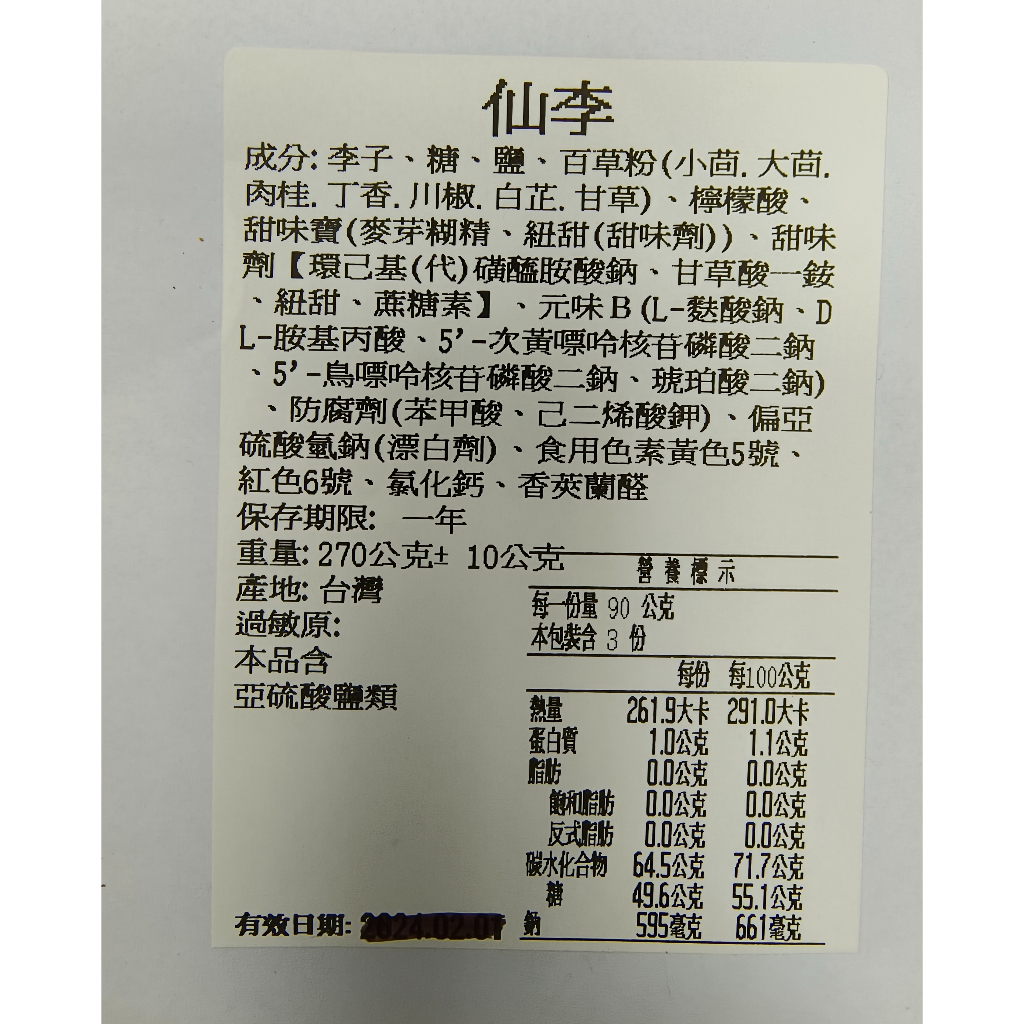 仙李
成分: 李子、糖、鹽、百草粉(小茴. 大茴.
肉桂. 丁香. 川椒. 白芷. 甘草)、檸檬酸、
甜味寶(麥芽糊精、紐甜(甜味劑))、甜味
劑【環己基(代)磺醯胺酸鈉、甘草酸一銨
、紐甜、蔗糖素】、元味B(L-麩酸鈉、D
L-胺基丙酸、5'-次黃嘌呤核苷磷酸二鈉
、5'-鳥嘌呤核苷磷酸二鈉、琥珀酸二鈉)
、防腐劑(苯甲酸、己二烯酸鉀)、偏亞
硫酸氫鈉(漂白劑)、食用色素黃色5號、
紅色6號、氯化鈣、香莢蘭醛
保存期限: 一年
重量: 270公克± 10公克
產地: 台灣
過敏原:
本品含
亞硫酸鹽類
有效日期: 2024.02.07
營養標示
每一份量 90 公克
本包裝含 3 份
每份 每100公克
熱量 261.9大卡 291.0大卡
蛋白質 1.0公克 1.1公克
脂肪 0.0公克 0.0公克
飽和脂肪 0.0公克 0.0公克
反式脂肪 0.0公克 0.0公克
碳水化合物 64.5公克 71.7公克
糖 49.6公克 55.1公克
鈉 595毫克 661毫克